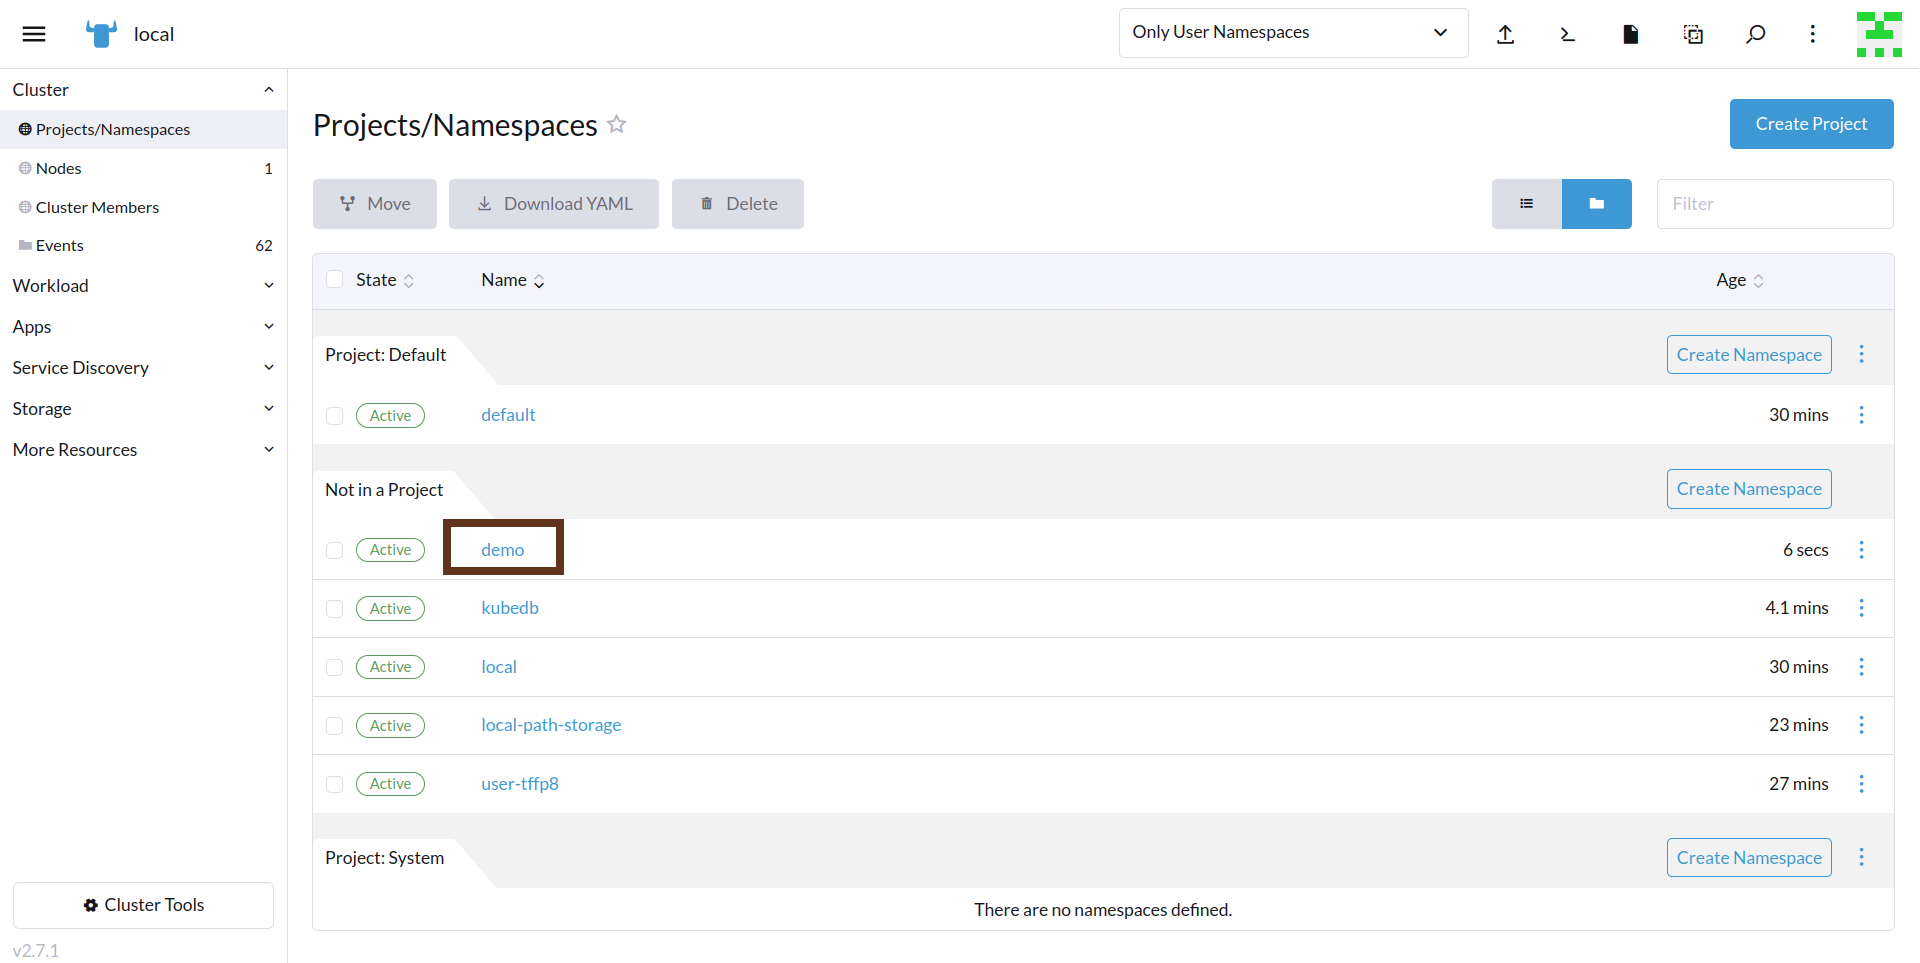 local
Only User Namespaces
Cluster
Projects/Namespaces
Nodes 1
Cluster Members
Events 62
Workload
Apps
Service Discovery
Storage
More Resources
Cluster Tools
v2.7.1
Projects/Namespaces
Create Project
Move Download YAML Delete
Filter
State Name Age
Project: Default Create Namespace
Active default 30 mins
Not in a Project Create Namespace
Active demo 6 secs
Active kubedb 4.1 mins
Active local 30 mins
Active local-path-storage 23 mins
Active user-tffp8 27 mins
Project: System Create Namespace
There are no namespaces defined.